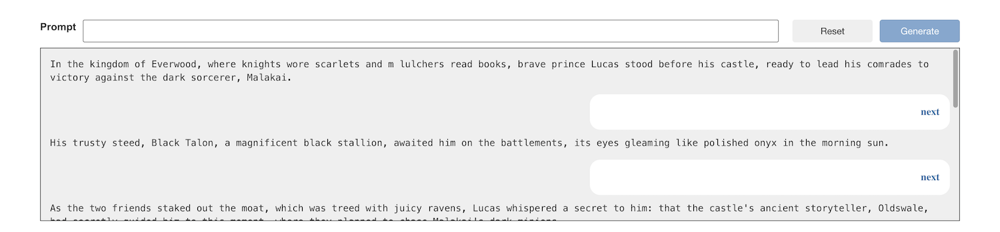 Prompt
Reset
Generate
In the kingdom of Everwood, where knights wore scarlets and m lulchers read books, brave prince Lucas stood before his castle, ready to lead his comrades to
victory against the dark sorcerer, Malakai.
next
His trusty steed, Black Talon, a magnificent black stallion, awaited him on the battlements, its eyes gleaming like polished onyx in the morning sun.
next
As the two friends staked out the moat, which was treed with juicy ravens, Lucas whispered a secret to him: that the castle's ancient storyteller, Oldswale,
had secretly guided him to this moment, where they planned to chase Malakai's dark minions